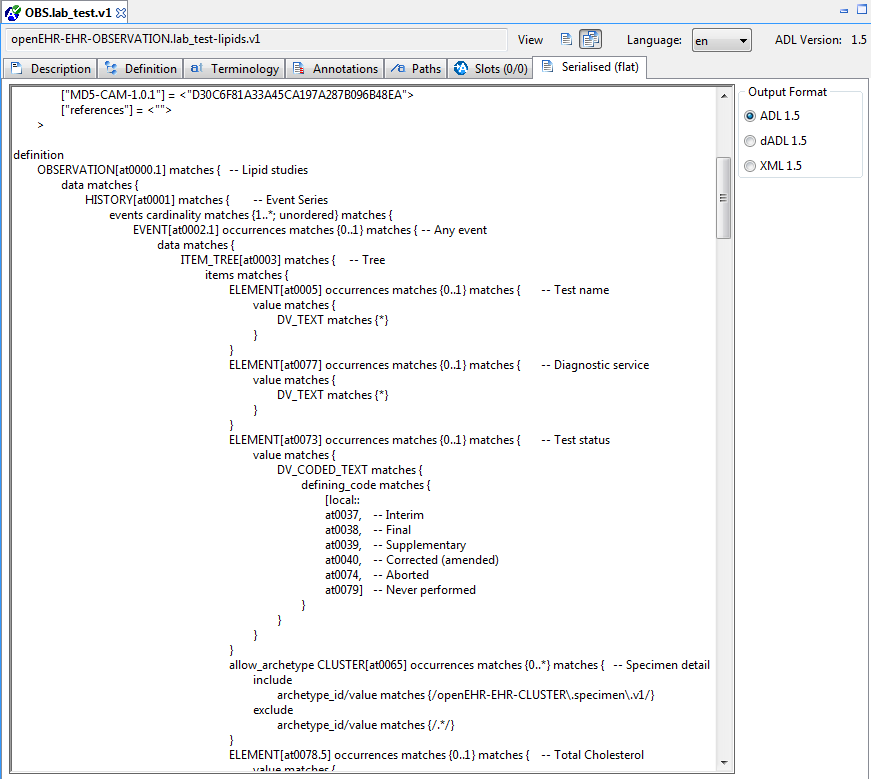 OBS.lab_test.v1
openEHR-EHR-OBSERVATION.lab_test-lipids.v1 View Language: en ADL Version: 1.5
Description Definition Terminology Annotations Paths Slots (0/0) Serialised (flat)
Output Format
ADL 1.5
dADL 1.5
XML 1.5
["MD5-CAM-1.0.1"] = <"D30C6F81A33A45CA197A287B096B48EA">
["references"] = <"">
>
definition
OBSERVATION[at0000.1] matches { -- Lipid studies
data matches {
HISTORY[at0001] matches { -- Event Series
events cardinality matches {1..*; unordered} matches {
EVENT[at0002.1] occurrences matches {0..1} matches { -- Any event
data matches {
ITEM_TREE[at0003] matches { -- Tree
items matches {
ELEMENT[at0005] occurrences matches {0..1} matches { -- Test name
value matches {
DV_TEXT matches {*}
}
}
ELEMENT[at0077] occurrences matches {0..1} matches { -- Diagnostic service
value matches {
DV_TEXT matches {*}
}
}
ELEMENT[at0073] occurrences matches {0..1} matches { -- Test status
value matches {
DV_CODED_TEXT matches {
defining_code matches {
[local::
at0037, -- Interim
at0038, -- Final
at0039, -- Supplementary
at0040, -- Corrected (amended)
at0074, -- Aborted
at0079] -- Never performed
}
}
}
}
allow_archetype CLUSTER[at0065] occurrences matches {0..*} matches { -- Specimen detail
include
archetype_id/value matches {/openEHR-EHR-CLUSTER\.specimen\.v1/}
exclude
archetype_id/value matches {/.*/}
}
ELEMENT[at0078.5] occurrences matches {0..1} matches { -- Total Cholesterol
value matches {